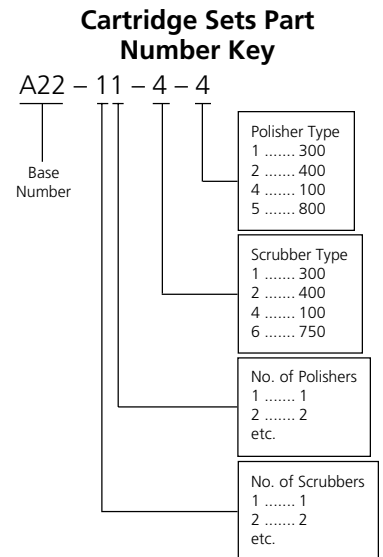 Cartridge Sets Part
Number Key
A22 – 11 – 4 – 4
Base
Number
Polisher Type
1 ....... 300
2 ....... 400
4 ....... 100
5 ....... 800
Scrubber Type
1 ....... 300
2 ....... 400
4 ....... 100
6 ....... 750
No. of Polishers
1 ....... 1
2 ....... 2
etc.
No. of Scrubbers
1 ....... 1
2 ....... 2
etc.